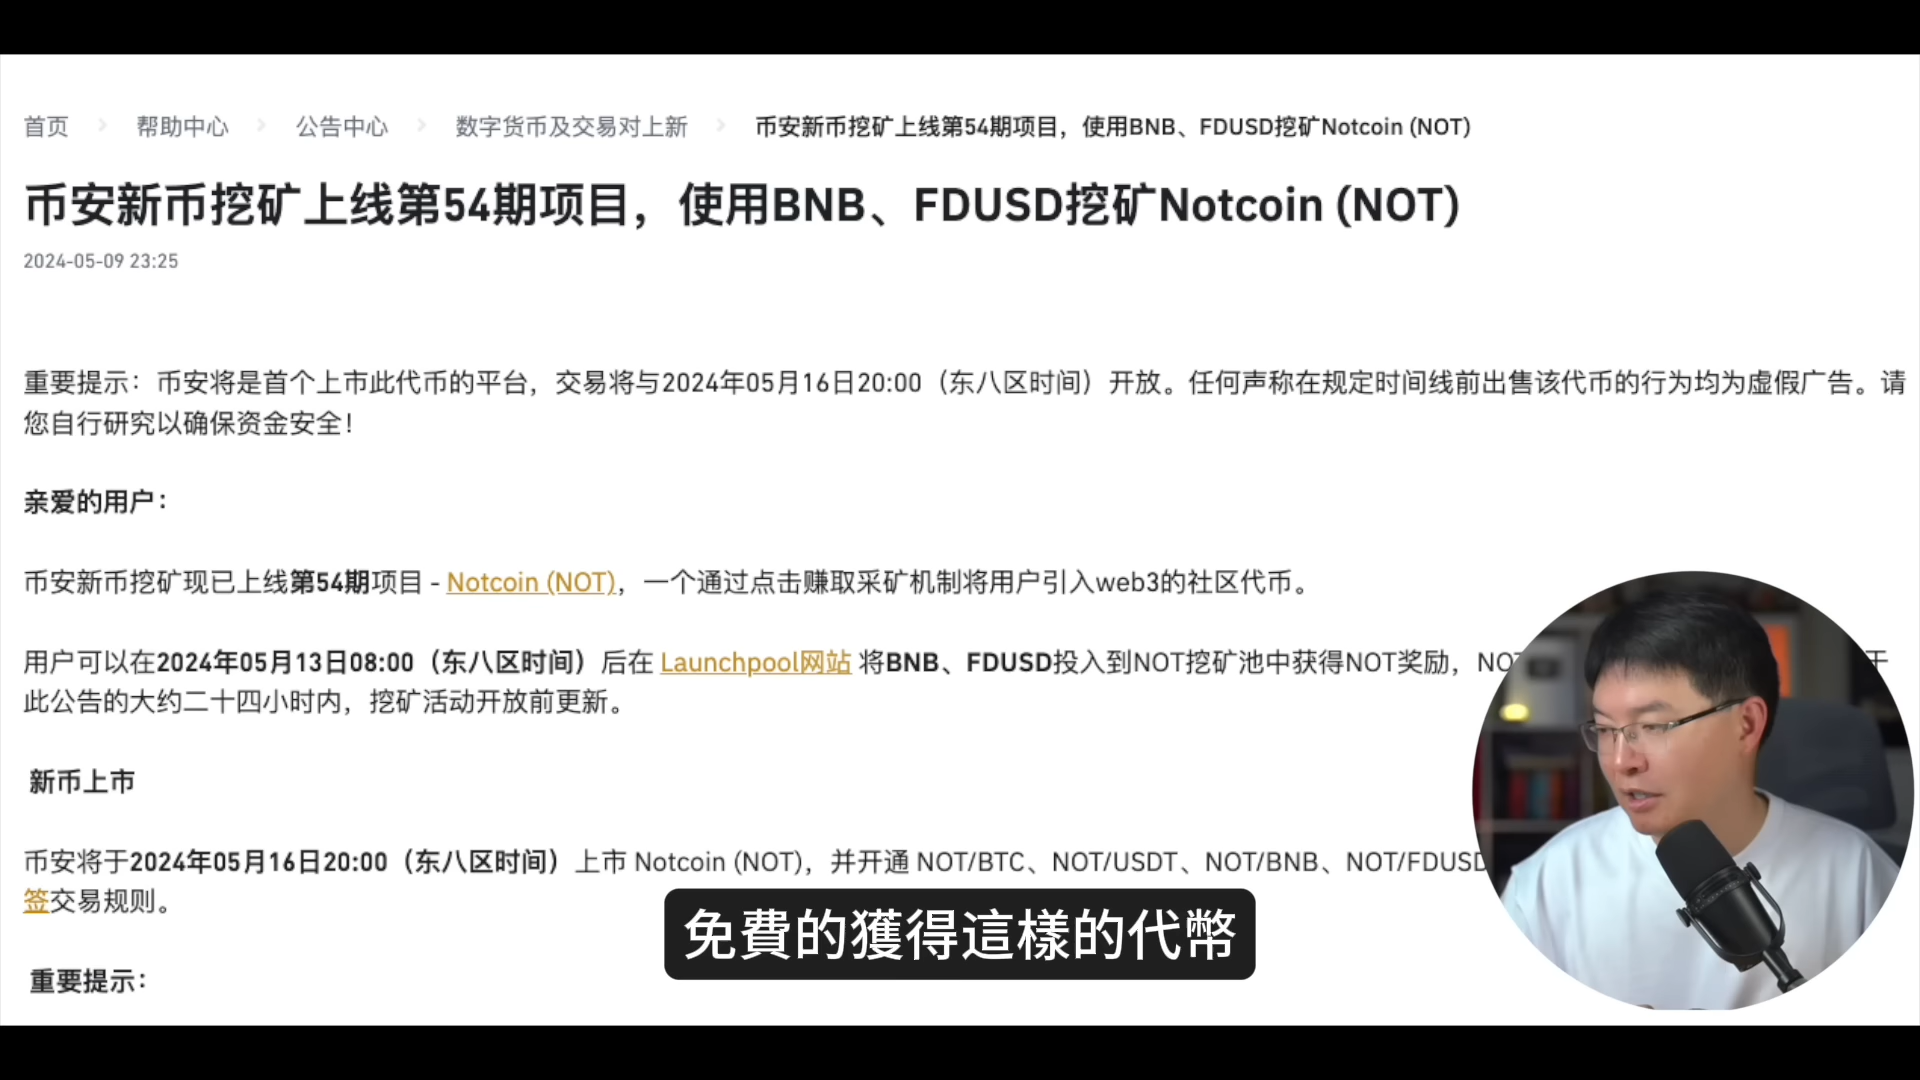 首页 > 帮助中心 > 公告中心 > 数字货币及交易对上新 > 币安新币挖矿上线第54期项目，使用BNB、FDUSD挖矿Notcoin (NOT)
币安新币挖矿上线第54期项目，使用BNB、FDUSD挖矿Notcoin (NOT)
2024-05-09 23:25
重要提示：币安将是首个上市此代币的平台，交易将与2024年05月16日20:00（东八区时间）开放。任何声称在规定时间线前出售该代币的行为均为虚假广告。请
您自行研究以确保资金安全！
亲爱的用户：
币安新币挖矿现已上线第54期项目 - Notcoin (NOT)，一个通过点击赚取采矿机制将用户引入web3的社区代币。
用户可以在2024年05月13日08:00（东八区时间）后在 Launchpool网站 将BNB、FDUSD投入到NOT挖矿池中获得NOT奖励，NOT 于
此公告的大约二十四小时内，挖矿活动开放前更新。
新币上市
币安将于2024年05月16日20:00（东八区时间）上市 Notcoin (NOT)，并开通 NOT/BTC、NOT/USDT、NOT/BNB、NOT/FDUSD
签交易规则。
免費的獲得這樣的代幣
重要提示：